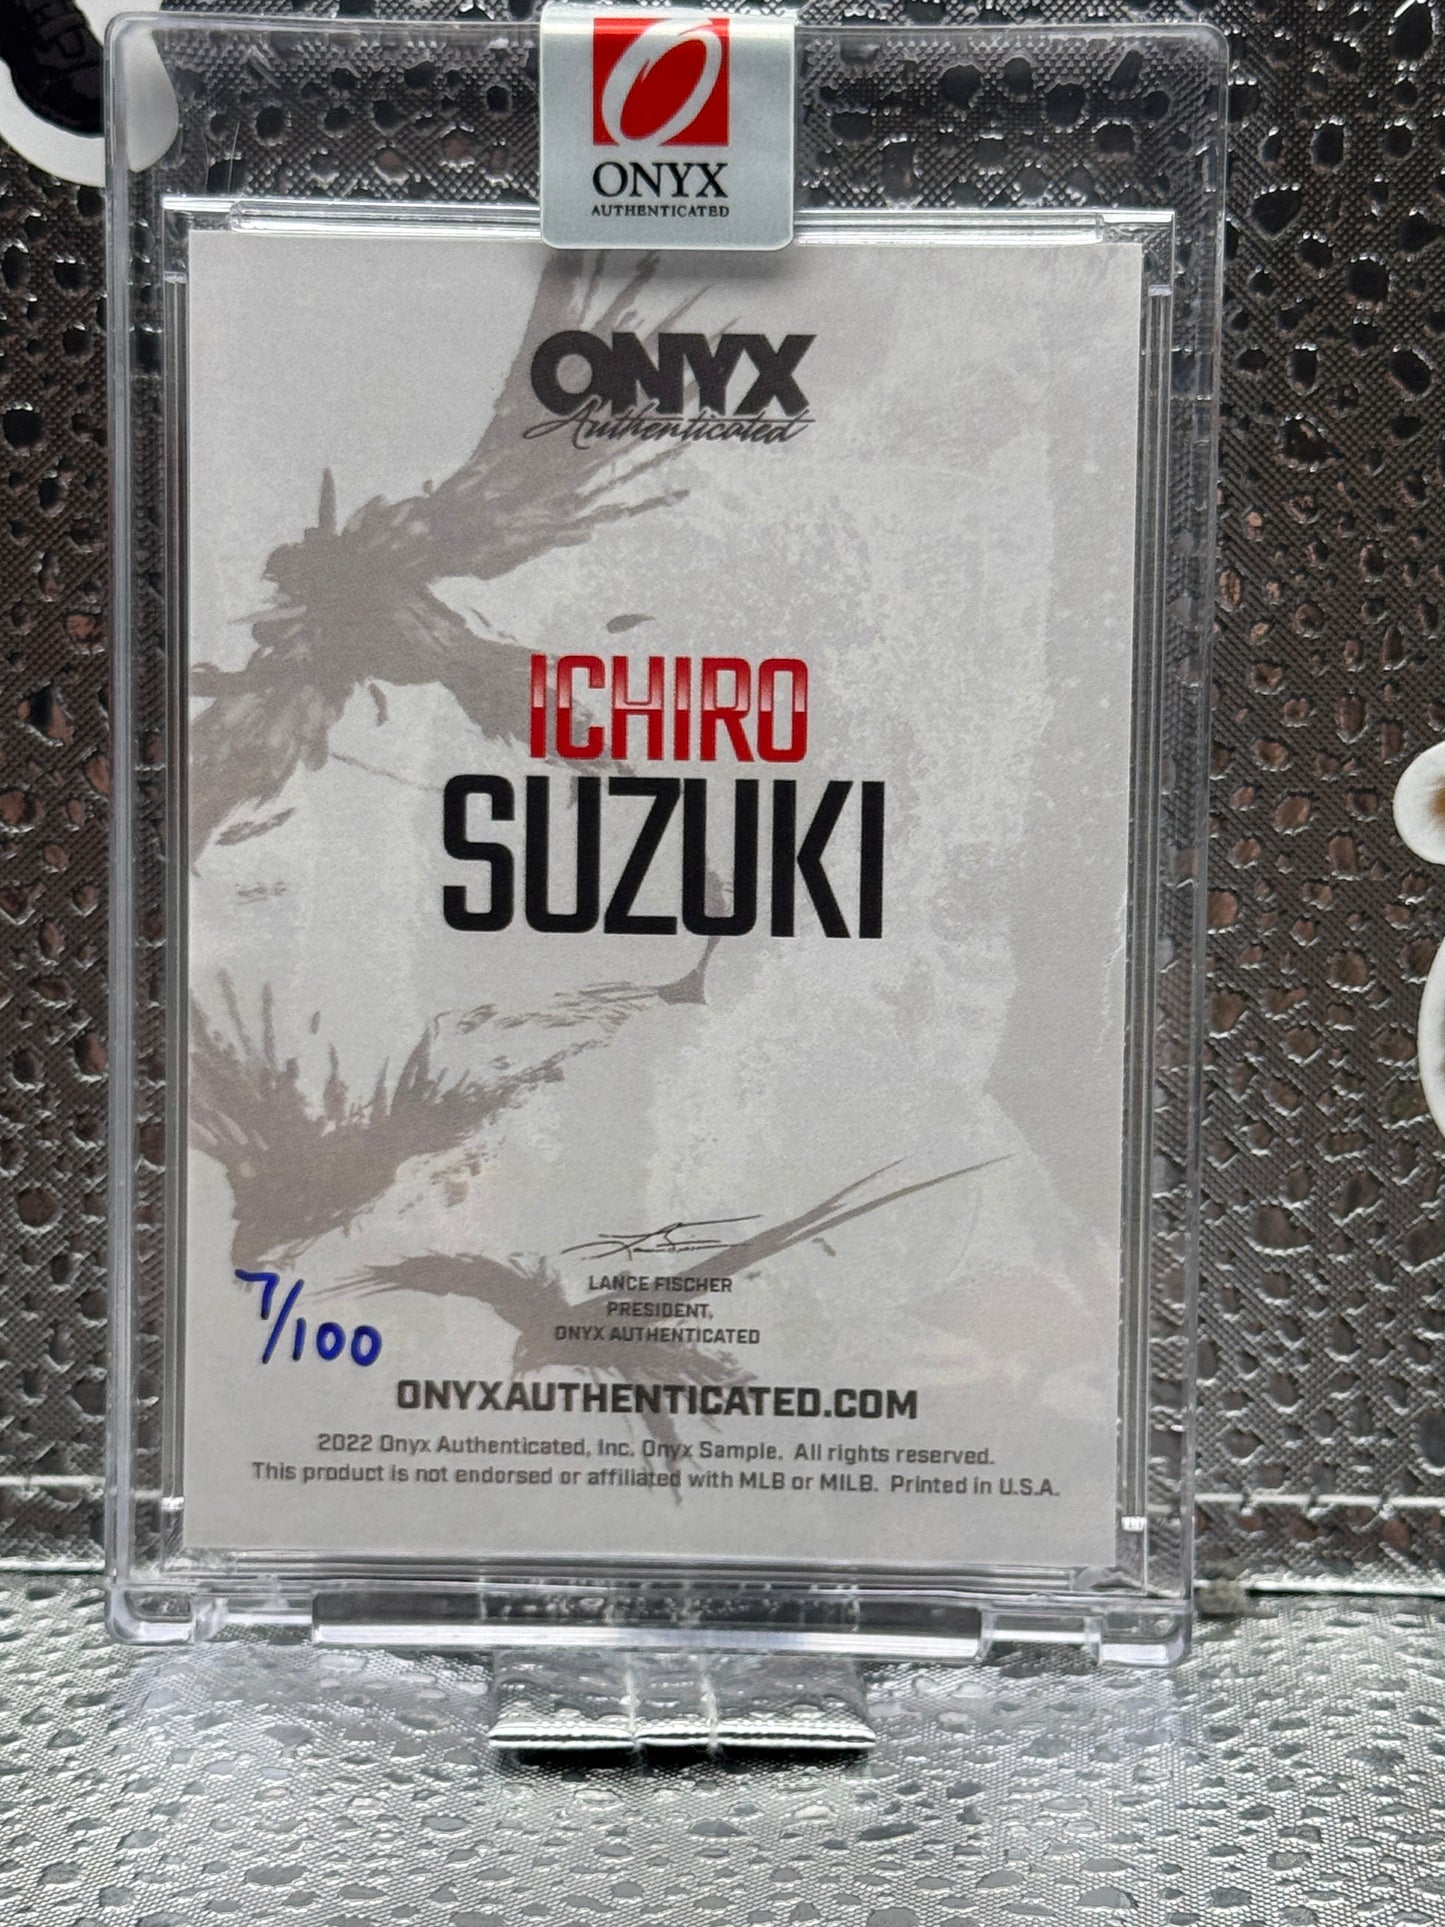 ONYX
AUTHENTICATED
ONYX
Authenticated
ICHIRO
SUZUKI
LANCE FISCHER
PRESIDENT,
ONYX AUTHENTICATED
7/100
ONYXAUTHENTICATED.COM
2022 Onyx Authenticated, Inc. Onyx Sample. All rights reserved.
This product is not endorsed or affiliated with MLB or MILB. Printed in U.S.A.